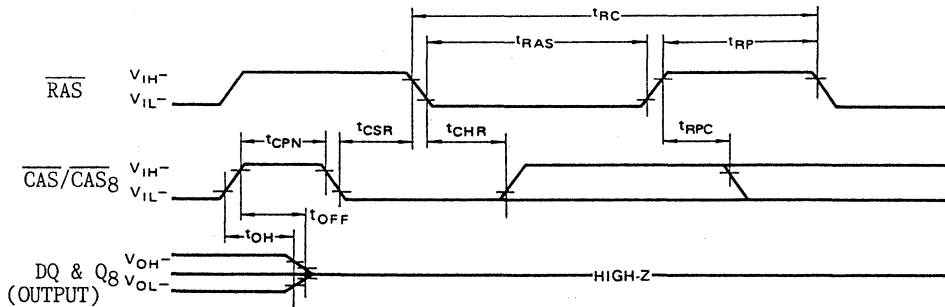 tRC
tRAS
tRP
RAS
VIH-
VIL-
tCPN
tCSR
tCHR
tRPC
CAS/CAS8
VIH-
VIL-
tOFF
tOH
DQ & Q8
(OUTPUT)
VOH-
VOL-
HIGH-Z